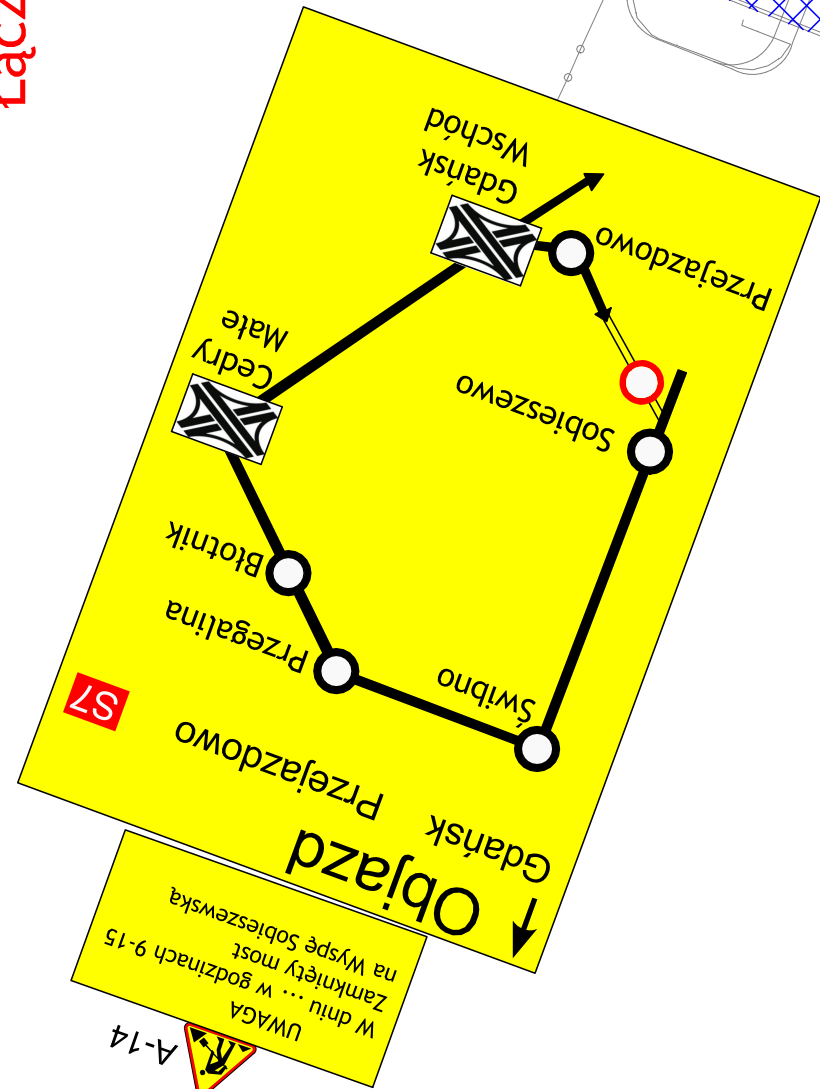 A-14
UWAGA
W dniu ... w godzinach 9-15
Zamknięty most
na Wyspę Sobieszewską
Objazd
Gdańsk
Przejazdowo
S7
Świbno
Przegalina
Błotnik
Sobieszewo
Cedry
Małe
Przejazdowo
Gdańsk
Wschód